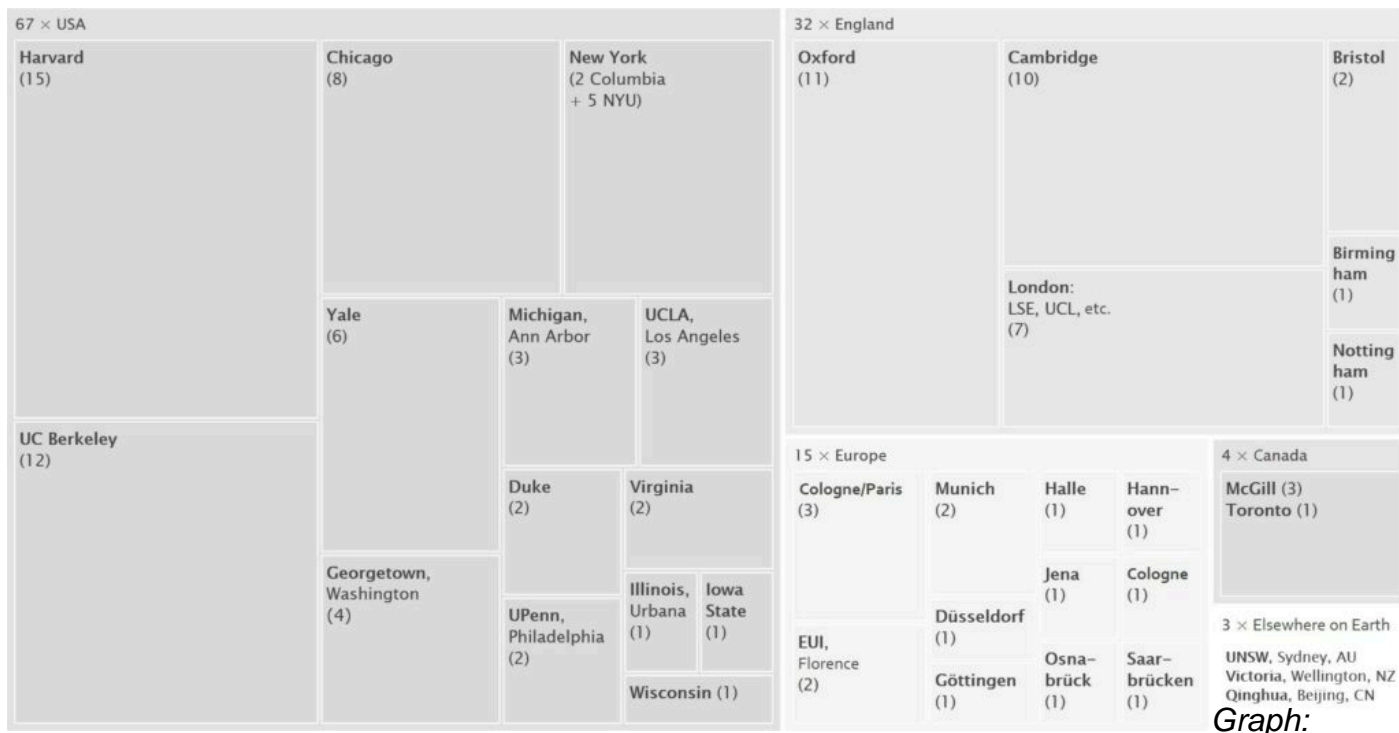 67 × USA
Harvard
(15)
Chicago
(8)
New York
(2 Columbia
+ 5 NYU)
Yale
(6)
Michigan,
Ann Arbor
(3)
UCLA,
Los Angeles
(3)
UC Berkeley
(12)
Duke
(2)
Virginia
(2)
Georgetown,
Washington
(4)
UPenn,
Philadelphia
(2)
Illinois,
Urbana
(1)
Iowa
State
(1)
Wisconsin (1)
32 × England
Oxford
(11)
Cambridge
(10)
Bristol
(2)
London:
LSE, UCL, etc.
(7)
Birming
ham
(1)
Notting
ham
(1)
15 × Europe
Cologne/Paris
(3)
Munich
(2)
Halle
(1)
Hann-
over
(1)
Jena
(1)
Cologne
(1)
EUI,
Florence
(2)
Düsseldorf
(1)
Göttingen
(1)
Osna-
brück
(1)
Saar-
brücken
(1)
4 × Canada
McGill (3)
Toronto (1)
3 × Elsewhere on Earth
UNSW, Sydney, AU
Victoria, Wellington, NZ
Qinghua, Beijing, CN
Graph: